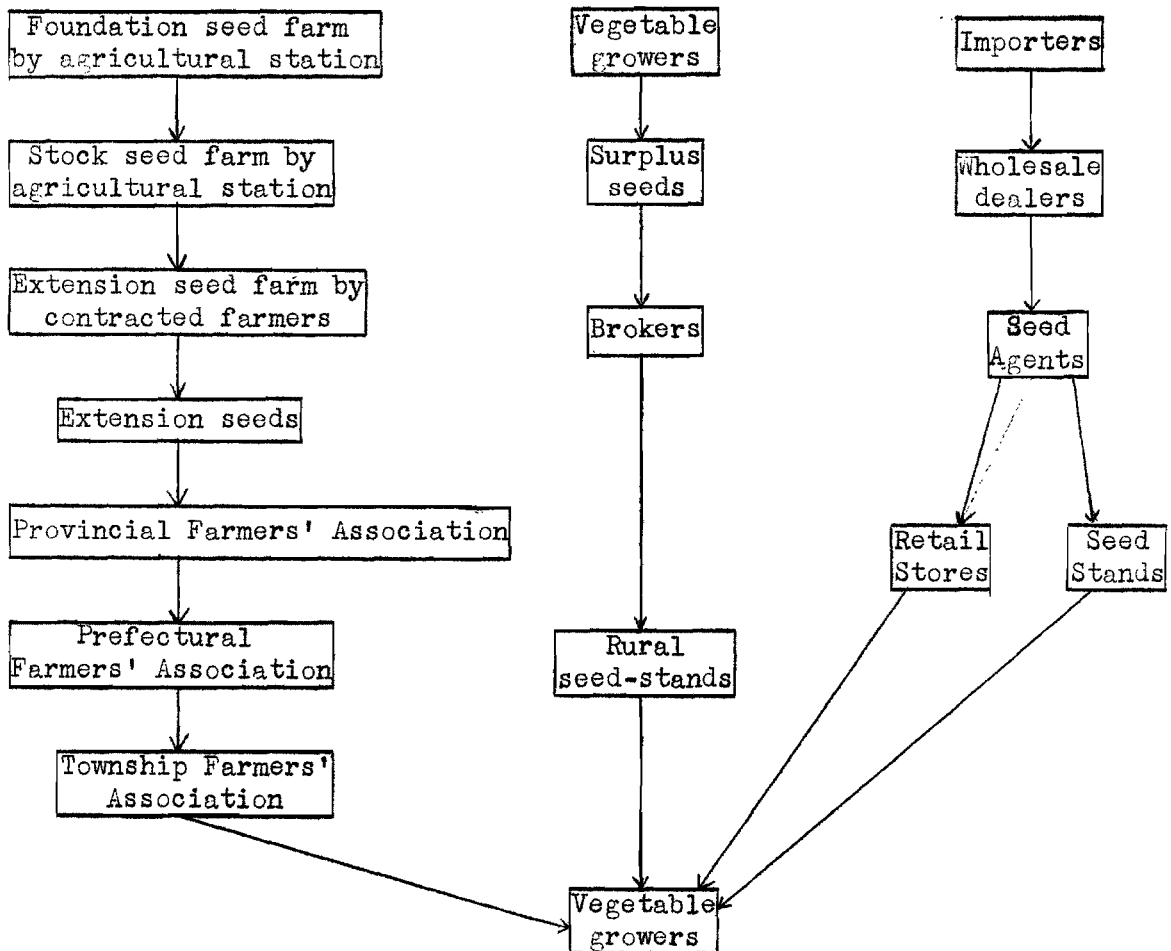 Foundation seed farm
by agricultural station
Stock seed farm by
agricultural station
Extension seed farm by
contracted farmers
Extension seeds
Provincial Farmers' Association
Prefectural
Farmers' Association
Township Farmers'
Association
Vegetable
growers
Surplus
seeds
Brokers
Rural
seed-stands
Vegetable
growers
Importers
Wholesale
dealers
Seed
Agents
Retail
Stores
Seed
Stands